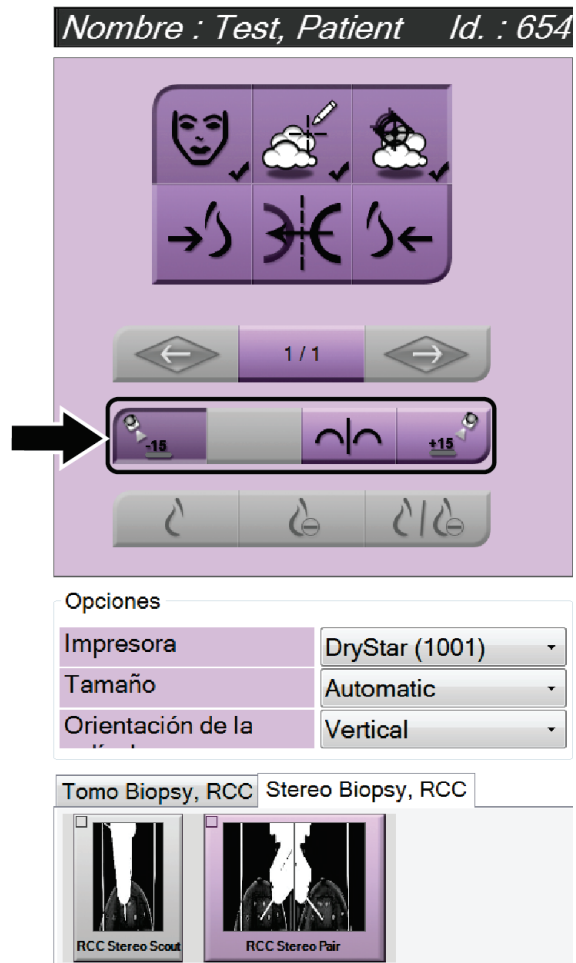 Nombre : Test, Patient Id. : 654
1 / 1
-15 +15
Opciones
Impresora DryStar (1001)
Tamaño Automatic
Orientación de la Vertical
Tomo Biopsy, RCC Stereo Biopsy, RCC
RCC Stereo Scout RCC Stereo Pair